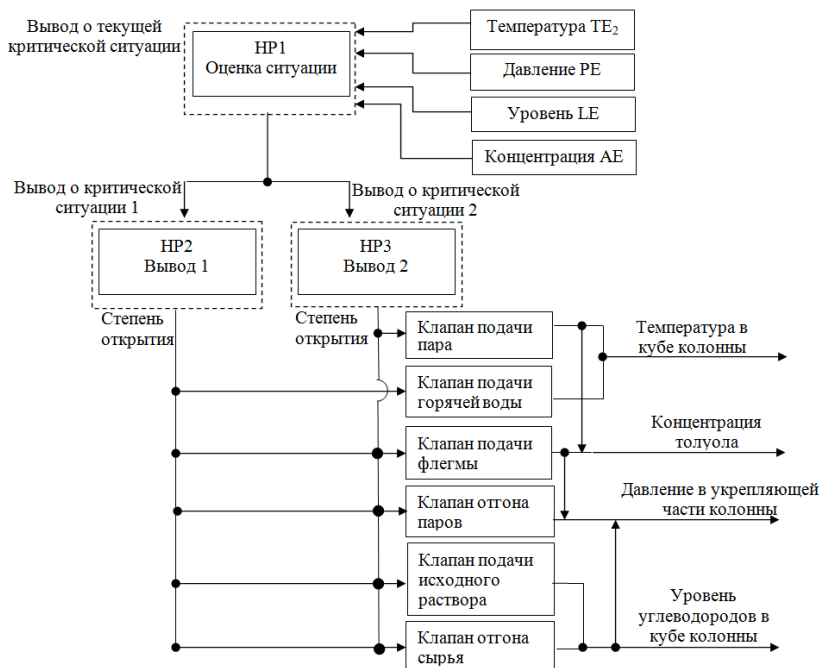 Вывод о текущей
критической ситуации
НР1
Оценка ситуации
Температура TE₂
Давление PE
Уровень LE
Концентрация AE
Вывод о критической
ситуации 1
Вывод о критической
ситуации 2
НР2
Вывод 1
НР3
Вывод 2
Степень
открытия
Степень
открытия
Клапан подачи
пара
Клапан подачи
горячей воды
Клапан подачи
флегмы
Клапан отгона
паров
Клапан подачи
исходного
раствора
Клапан отгона
сырья
Температура в
кубе колонны
Концентрация
толуола
Давление в укрепляющей
части колонны
Уровень
углеводородов в
кубе колонны